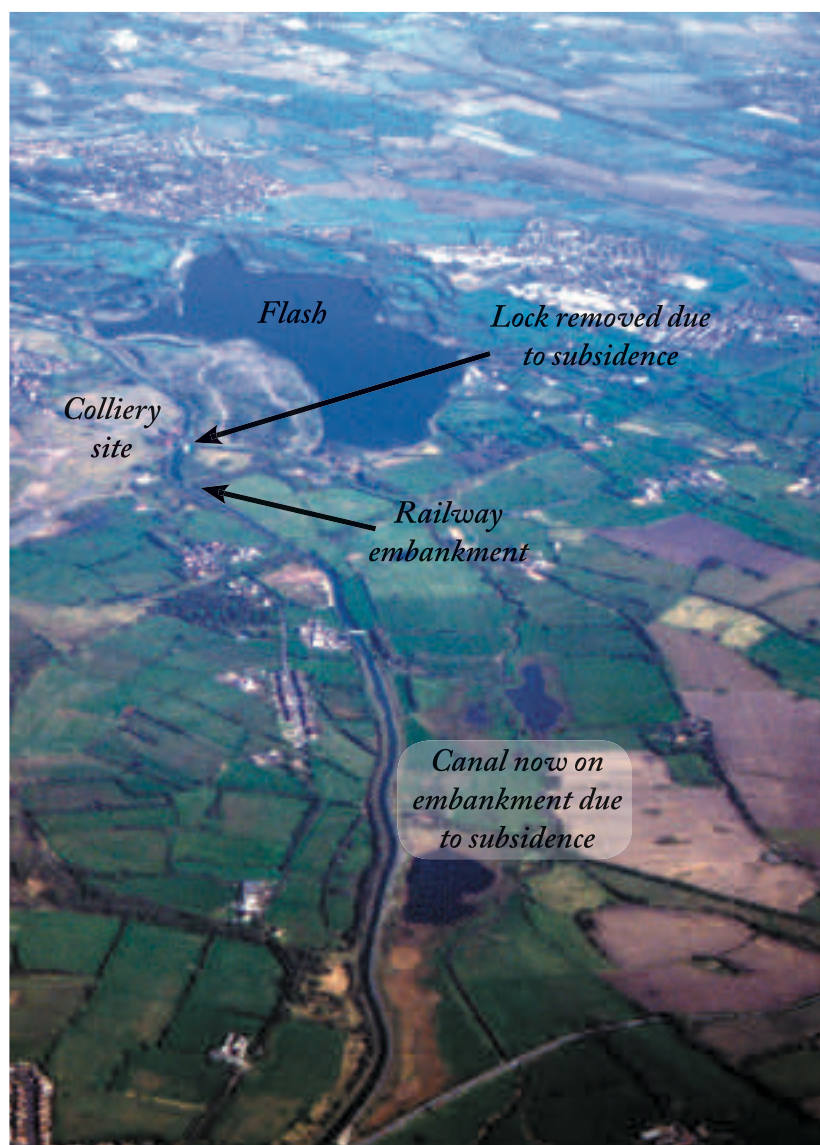 Flash
Lock removed due
to subsidence
Colliery
site
Railway
embankment
Canal now on
embankment due
to subsidence